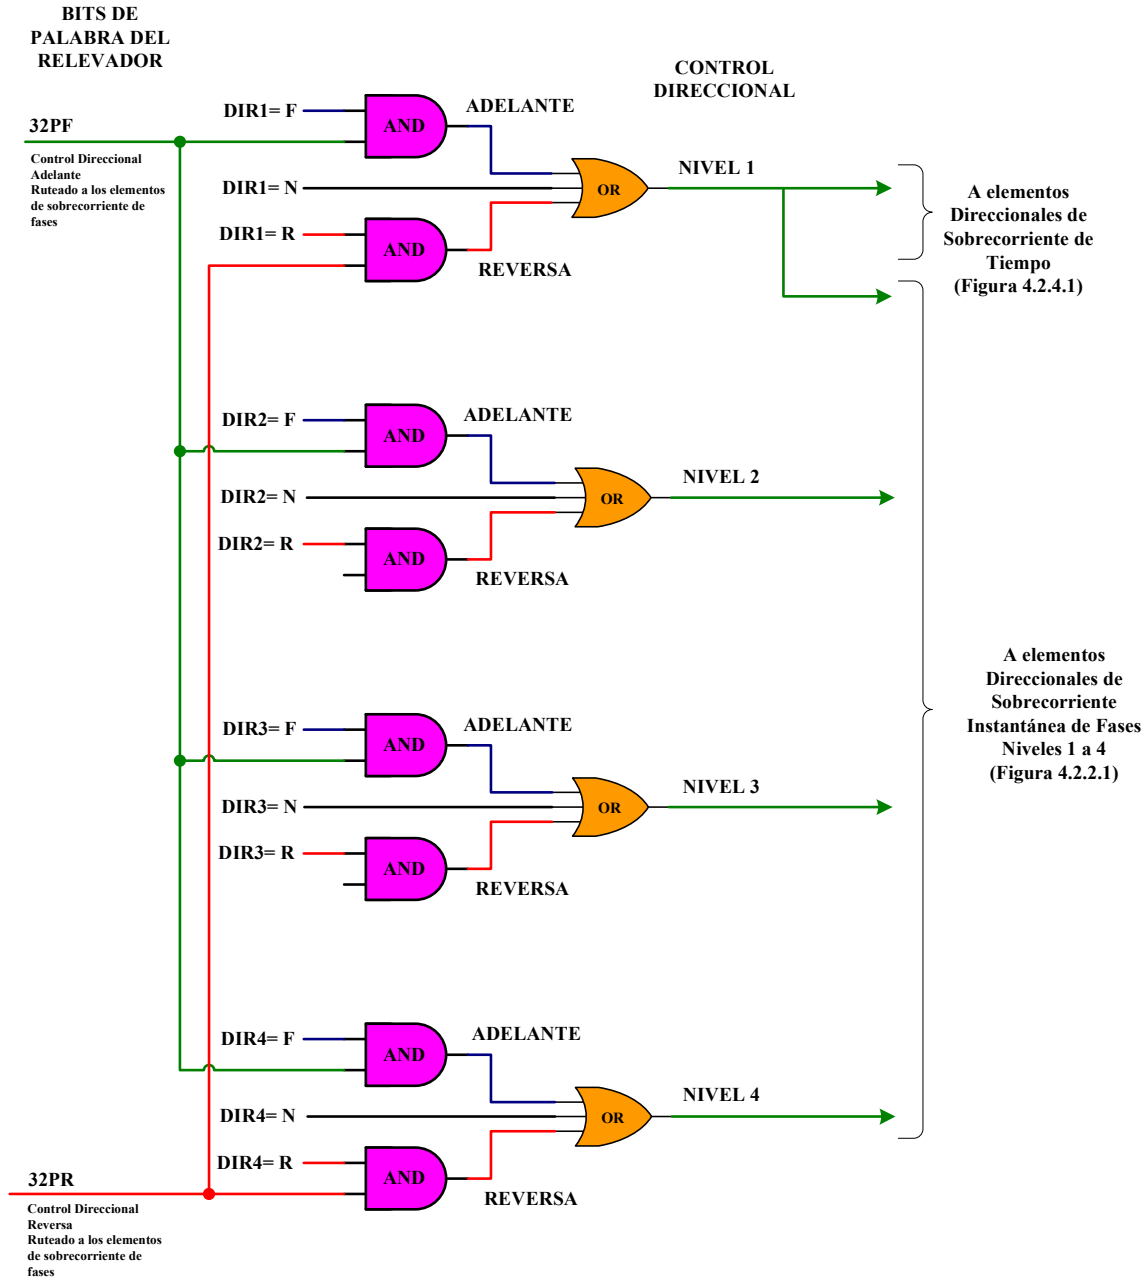 BITS DE
PALABRA DEL
RELEVADOR
CONTROL
DIRECCIONAL
32PF
Control Direccional
Adelante
Ruteado a los elementos
de sobrecorriente de
fases
DIR1= F
AND
ADELANTE
DIR1= N
OR
NIVEL 1
DIR1= R
AND
REVERSA
A elementos
Direccionales de
Sobrecorriente de
Tiempo
(Figura 4.2.4.1)
DIR2= F
AND
ADELANTE
DIR2= N
OR
NIVEL 2
DIR2= R
AND
REVERSA
A elementos
Direccionales de
Sobrecorriente
Instantánea de Fases
Niveles 1 a 4
(Figura 4.2.2.1)
DIR3= F
AND
ADELANTE
DIR3= N
OR
NIVEL 3
DIR3= R
AND
REVERSA
DIR4= F
AND
ADELANTE
DIR4= N
OR
NIVEL 4
DIR4= R
AND
REVERSA
32PR
Control Direccional
Reversa
Ruteado a los elementos
de sobrecorriente de
fases